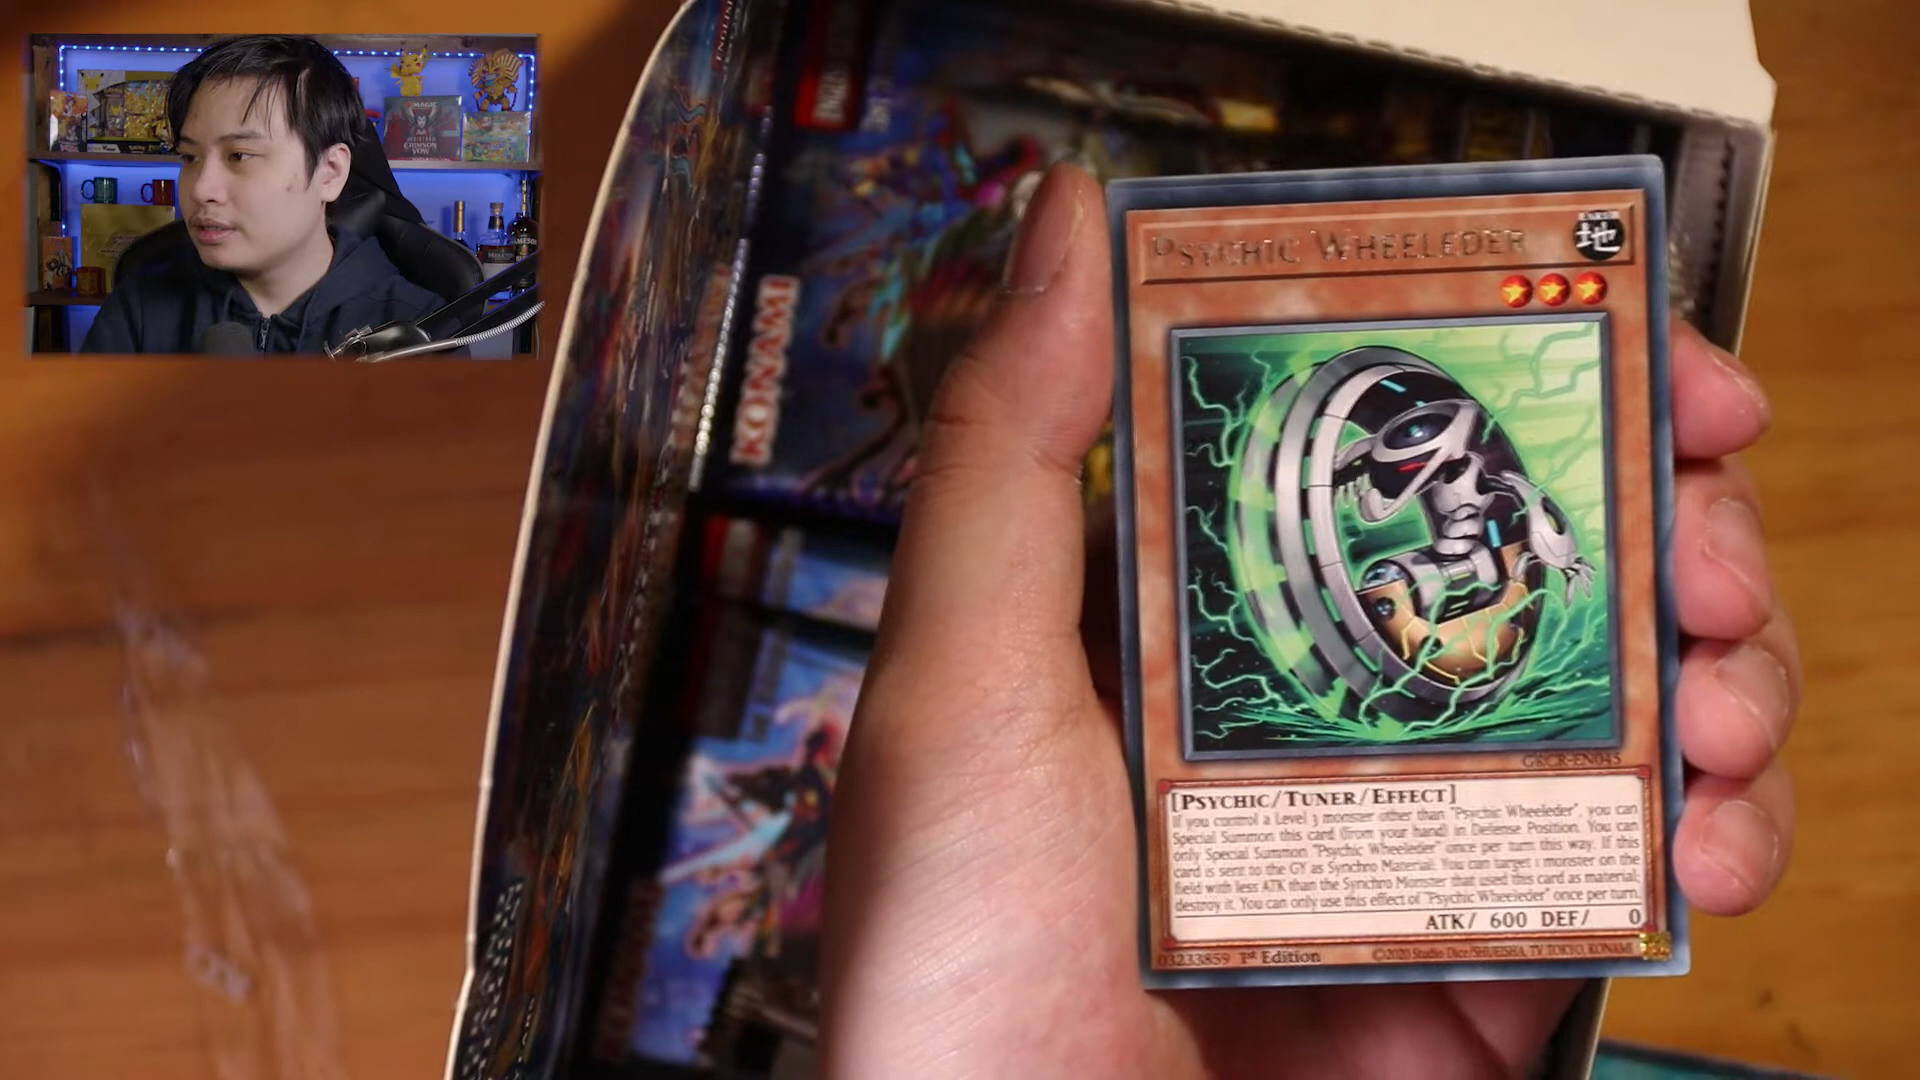 MAGIC
CRIMSON
VOW
JAMESON
KONAMI
PSYCHIC WHEELEDER
地
GRCR-EN045
[PSYCHIC/TUNER/EFFECT]
If you control a Level 3 monster other than "Psychic Wheeleder", you can
Special Summon this card (from your hand) in Defense Position. You can
only Special Summon "Psychic Wheeleder" once per turn this way. If this
card is sent to the GY as Synchro Material: You can target 1 monster on the
field with less ATK than the Synchro Monster that used this card as material;
destroy it. You can only use this effect of "Psychic Wheeleder" once per turn.
ATK/ 600 DEF/ 0
03233859 1st Edition ©2020 Studio Dice/SHUEISHA, TV TOKYO, KONAMI